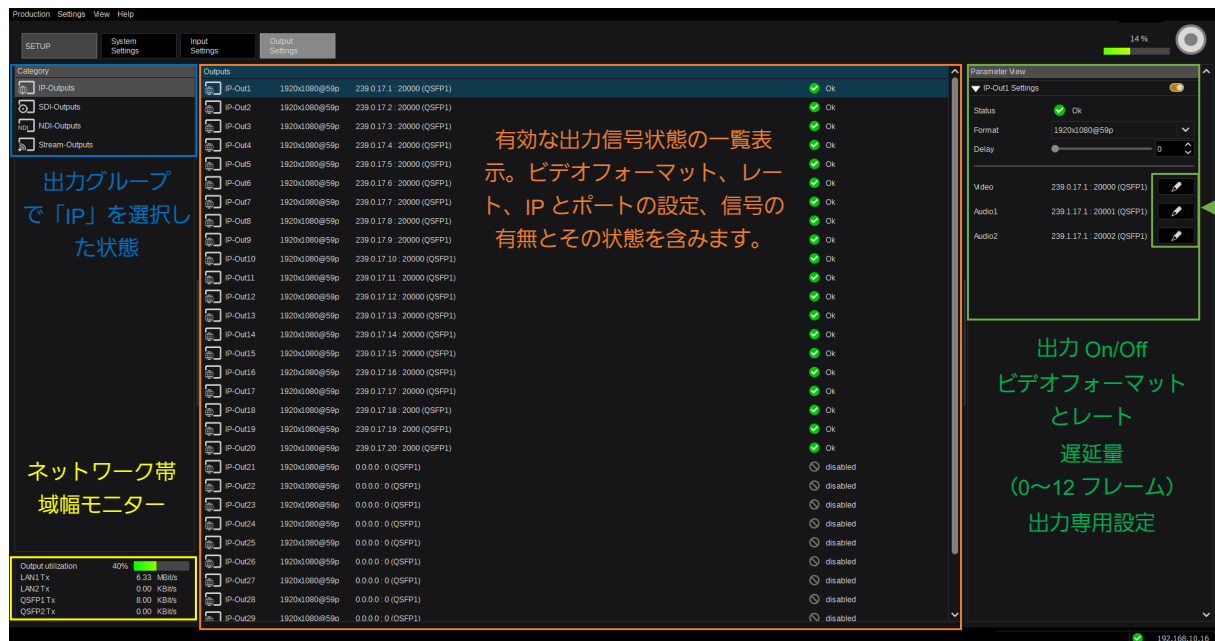 Production Settings View Help
SETUP
System Settings
Input Settings
Output Settings
14 %
Category
IP-Outputs
SDI-Outputs
NDI NDI-Outputs
Stream-Outputs
出力グループ
で「IP」を選択し
た状態
ネットワーク帯
域幅モニター
Output utilization 40%
LAN1 Tx 6.33 MBit/s
LAN2 Tx 0.00 KBit/s
QSFP1 Tx 8.00 KBit/s
QSFP2 Tx 0.00 KBit/s
Outputs
IP-Out1 1920x1080@59p 239.0.17.1 : 20000 (QSFP1) Ok
IP-Out2 1920x1080@59p 239.0.17.2 : 20000 (QSFP1) Ok
IP-Out3 1920x1080@59p 239.0.17.3 : 20000 (QSFP1) Ok
IP-Out4 1920x1080@59p 239.0.17.4 : 20000 (QSFP1) Ok
IP-Out5 1920x1080@59p 239.0.17.5 : 20000 (QSFP1) Ok
IP-Out6 1920x1080@59p 239.0.17.6 : 20000 (QSFP1) Ok
IP-Out7 1920x1080@59p 239.0.17.7 : 20000 (QSFP1) Ok
IP-Out8 1920x1080@59p 239.0.17.8 : 20000 (QSFP1) Ok
IP-Out9 1920x1080@59p 239.0.17.9 : 20000 (QSFP1) Ok
IP-Out10 1920x1080@59p 239.0.17.10 : 20000 (QSFP1) Ok
IP-Out11 1920x1080@59p 239.0.17.11 : 20000 (QSFP1) Ok
IP-Out12 1920x1080@59p 239.0.17.12 : 20000 (QSFP1) Ok
IP-Out13 1920x1080@59p 239.0.17.13 : 20000 (QSFP1) Ok
IP-Out14 1920x1080@59p 239.0.17.14 : 20000 (QSFP1) Ok
IP-Out15 1920x1080@59p 239.0.17.15 : 20000 (QSFP1) Ok
IP-Out16 1920x1080@59p 239.0.17.16 : 20000 (QSFP1) Ok
IP-Out17 1920x1080@59p 239.0.17.17 : 20000 (QSFP1) Ok
IP-Out18 1920x1080@59p 239.0.17.18 : 2000 (QSFP1) Ok
IP-Out19 1920x1080@59p 239.0.17.19 : 2000 (QSFP1) Ok
IP-Out20 1920x1080@59p 239.0.17.20 : 2000 (QSFP1) Ok
IP-Out21 1920x1080@59p 0.0.0.0 : 0 (QSFP1) disabled
IP-Out22 1920x1080@59p 0.0.0.0 : 0 (QSFP1) disabled
IP-Out23 1920x1080@59p 0.0.0.0 : 0 (QSFP1) disabled
IP-Out24 1920x1080@59p 0.0.0.0 : 0 (QSFP1) disabled
IP-Out25 1920x1080@59p 0.0.0.0 : 0 (QSFP1) disabled
IP-Out26 1920x1080@59p 0.0.0.0 : 0 (QSFP1) disabled
IP-Out27 1920x1080@59p 0.0.0.0 : 0 (QSFP1) disabled
IP-Out28 1920x1080@59p 0.0.0.0 : 0 (QSFP1) disabled
IP-Out29 1920x1080@59p 0.0.0.0 : 0 (QSFP1) disabled
有効な出力信号状態の一覧表
示。ビデオフォーマット、レー
ト、IP とポートの設定、信号の
有無とその状態を含みます。
Parameter View
IP-Out1 Settings
Status Ok
Format 1920x1080@59p
Delay 0
Video 239.0.17.1 : 20000 (QSFP1)
Audio1 239.1.17.1 : 20001 (QSFP1)
Audio2 239.1.17.1 : 20002 (QSFP1)
出力 On/Off
ビデオフォーマット
とレート
遅延量
（0～12 フレーム）
出力専用設定
192.168.10.16